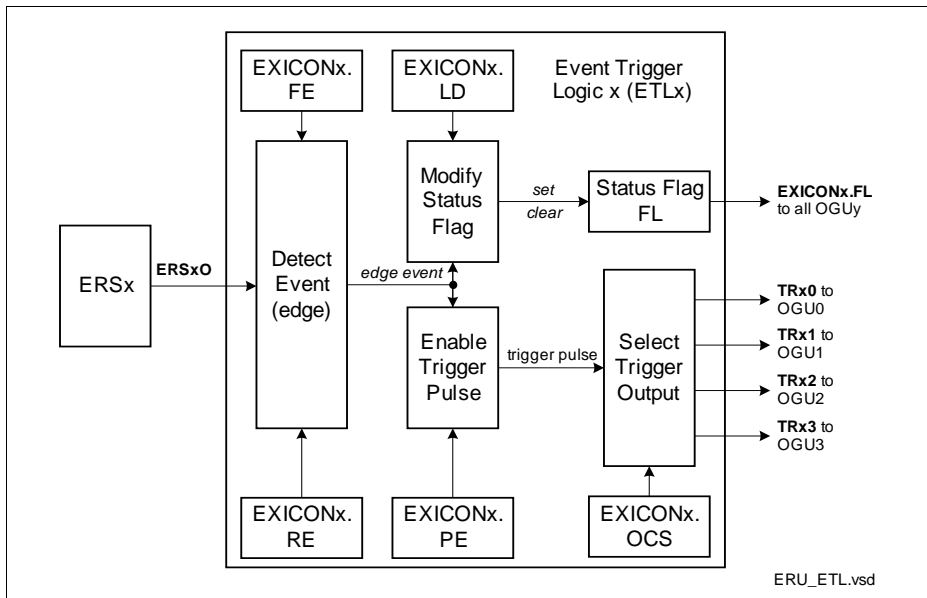 EXICONx.
FE
EXICONx.
LD
Event Trigger
Logic x (ETLx)
Modify
Status
Flag
set
clear
Status Flag
FL
EXICONx.FL
to all OGUy
ERSx
ERSxO
Detect
Event
(edge)
edge event
Enable
Trigger
Pulse
trigger pulse
Select
Trigger
Output
TRx0 to
OGU0
TRx1 to
OGU1
TRx2 to
OGU2
TRx3 to
OGU3
EXICONx.
RE
EXICONx.
PE
EXICONx.
OCS
ERU_ETL.vsd